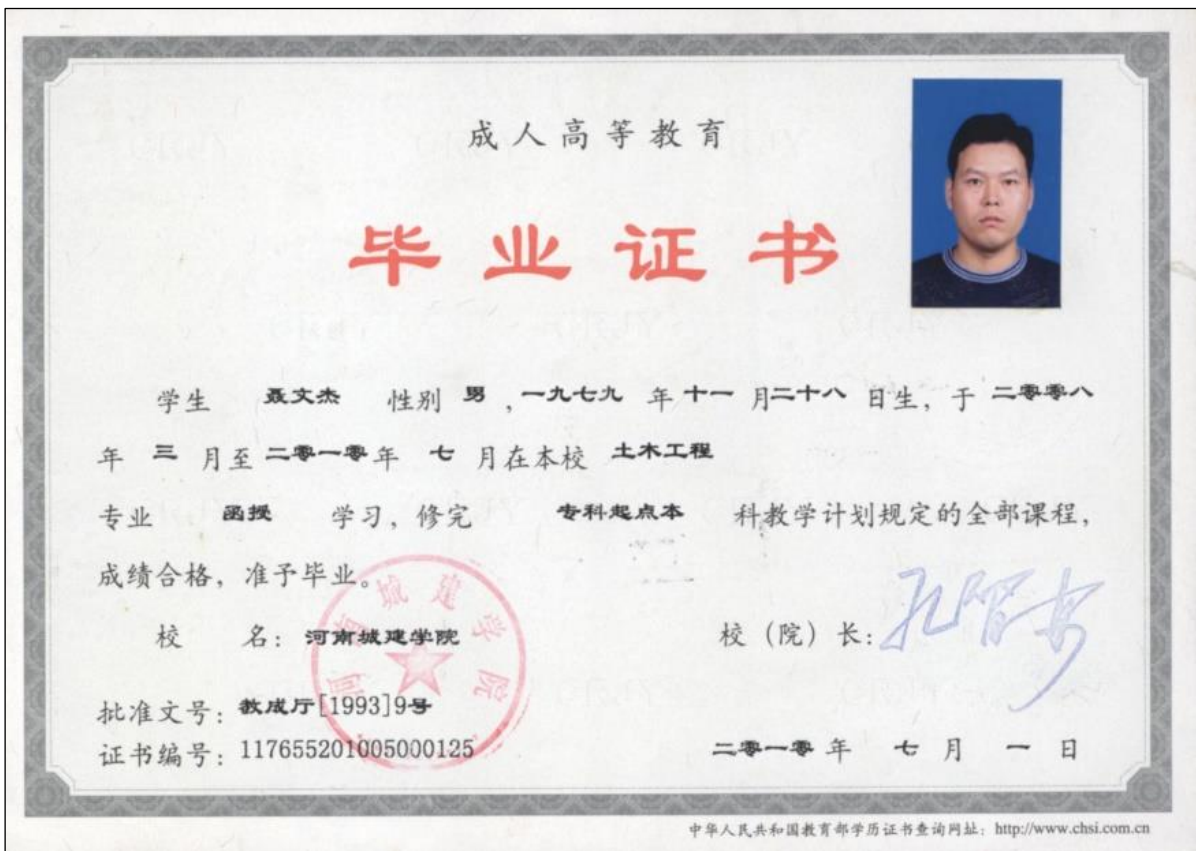 成人高等教育
毕业证书
学生 聂文杰 性别 男 ,一九七九 年 十一 月二十八 日生, 于 二零零八
年 三 月至 二零一零 年 七 月在本校 土木工程
专业 函授 学习, 修完 专科起点本 科教学计划规定的全部课程,
成绩合格, 准予毕业。
校 名: 河南城建学院
校（院）长:
河南城建学院
批准文号: 教成厅[1993]9号
证书编号: 117655201005000125
二零一零 年 七 月 一 日
中华人民共和国教育部学历证书查询网址: http://www.chsi.com.cn